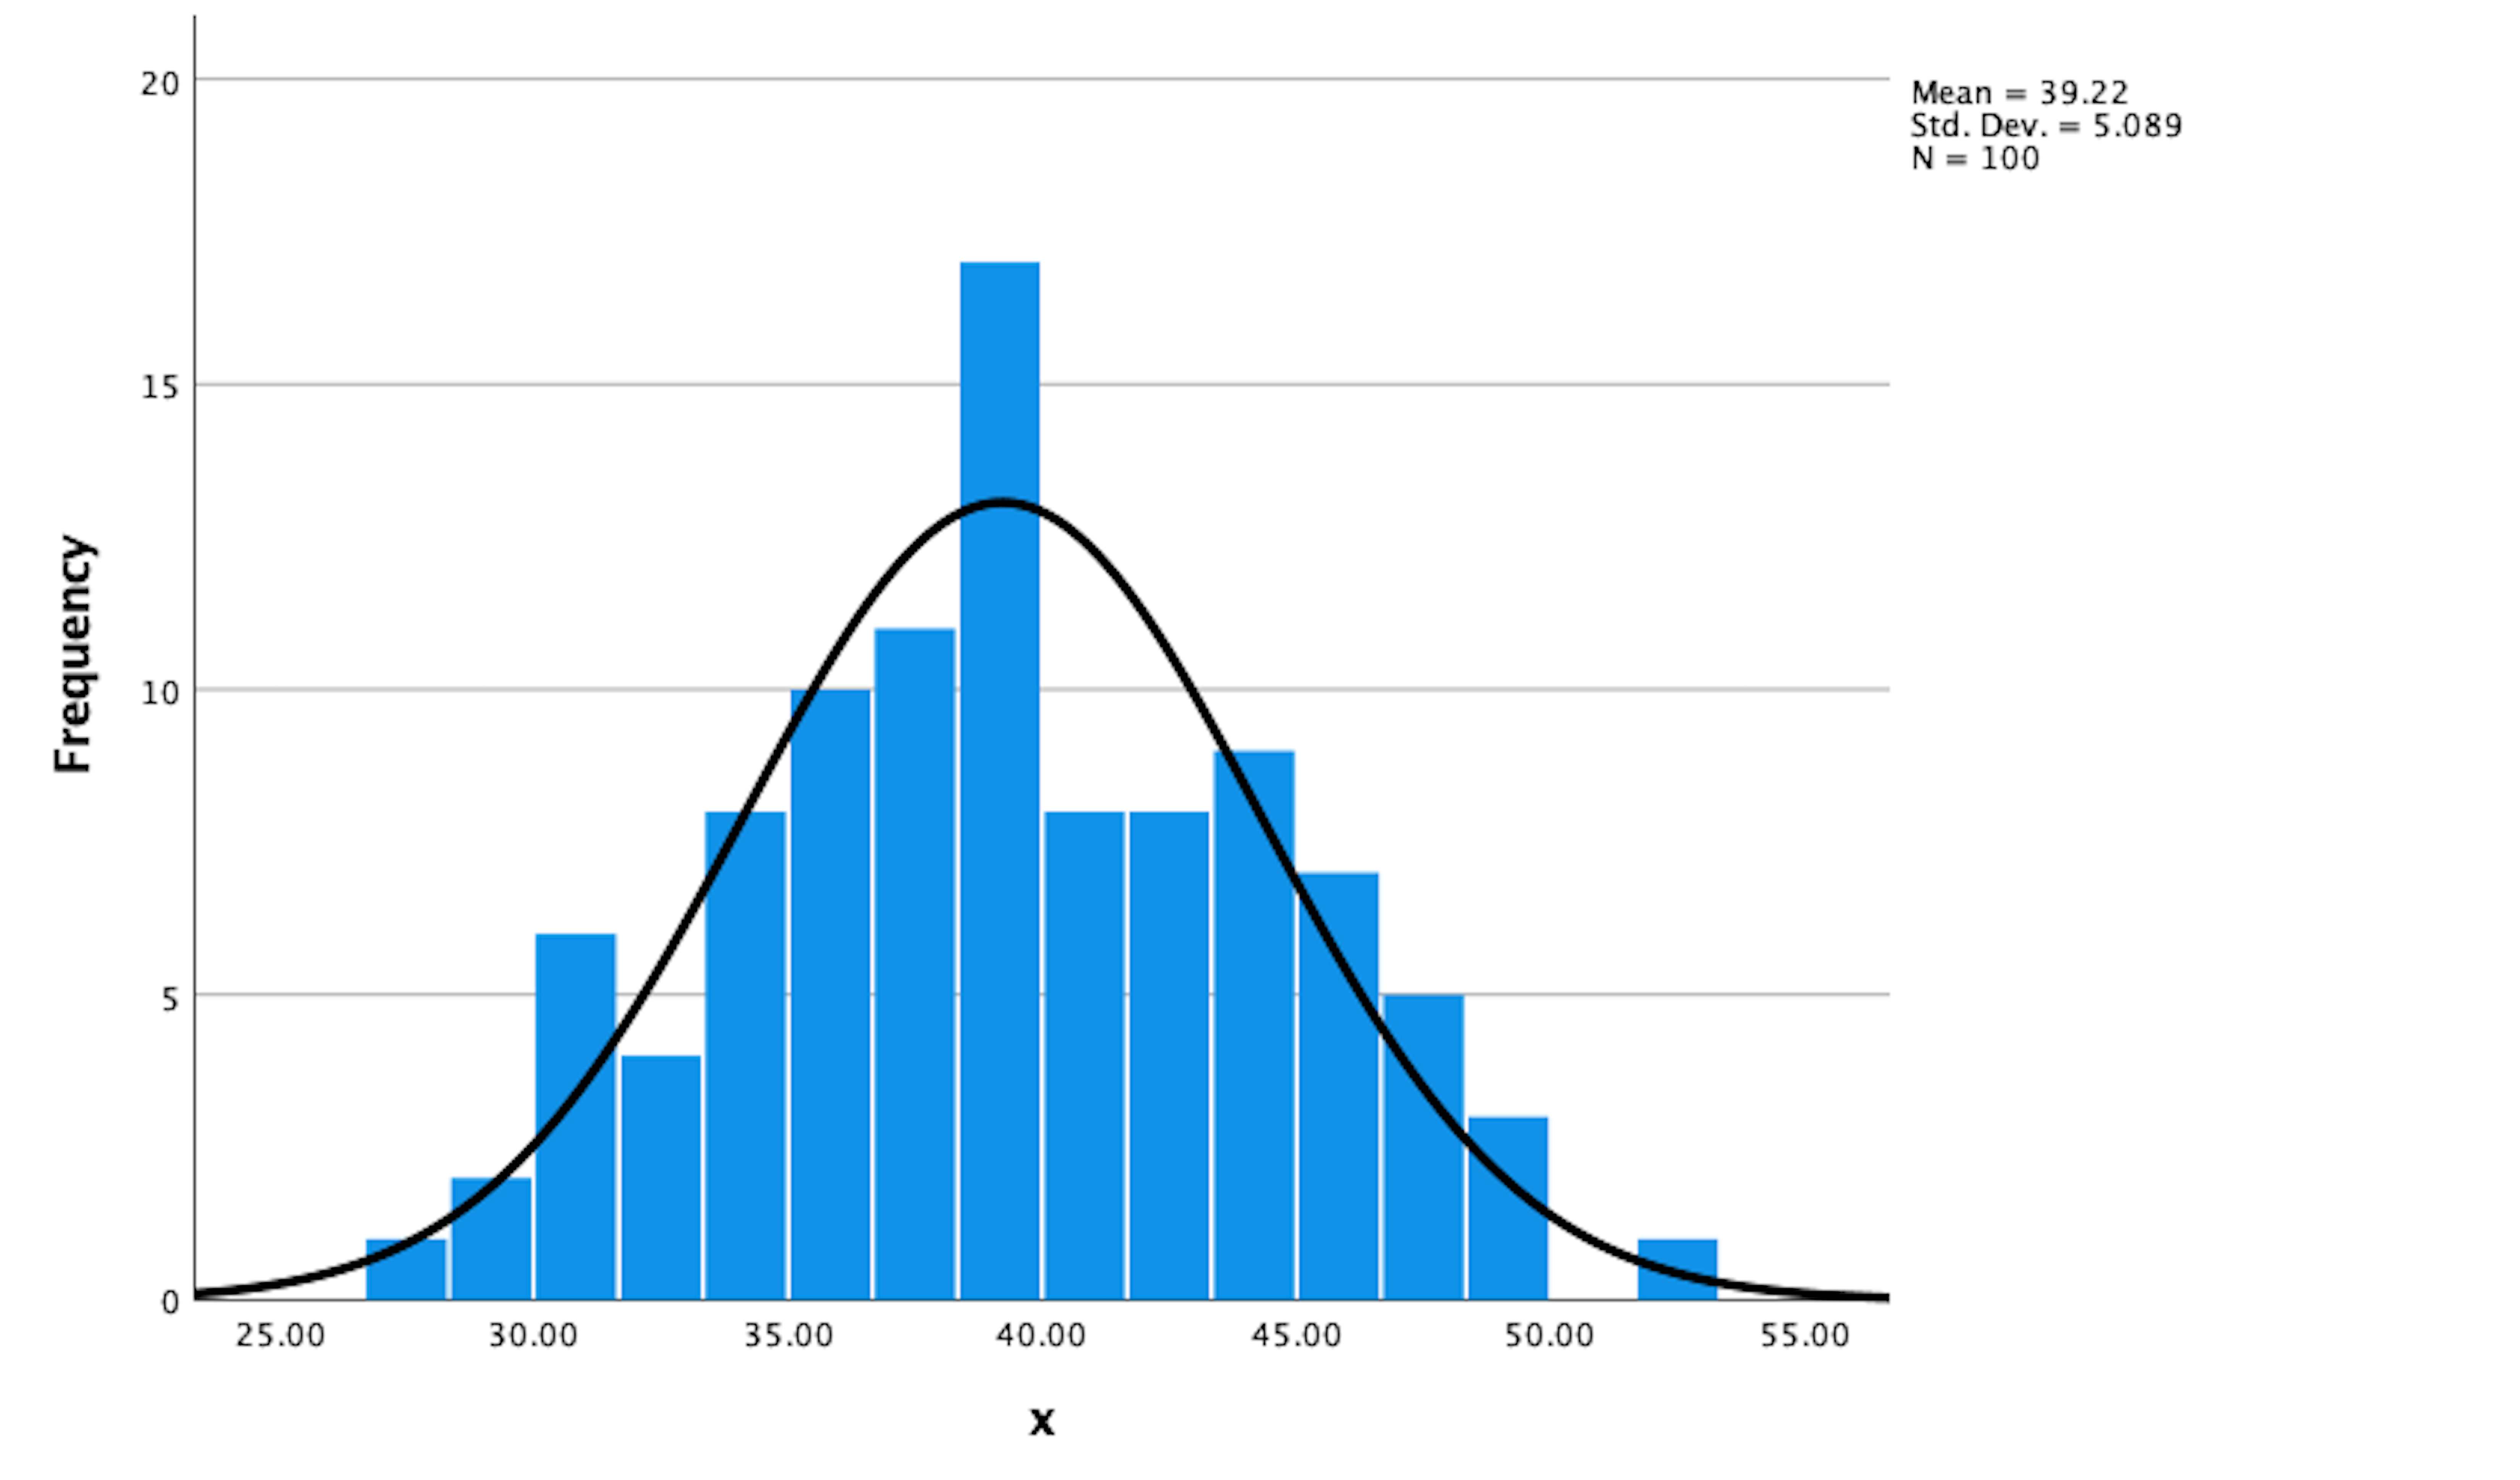 20
15
10
5
0
Frequency
25.00 30.00 35.00 40.00 45.00 50.00 55.00
x
Mean = 39.22
Std. Dev. = 5.089
N = 100